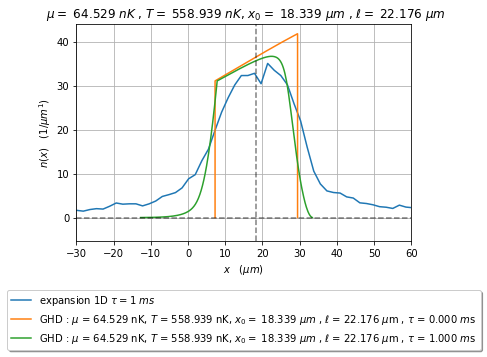 μ = 64.529 nK , T = 558.939 nK, x₀ = 18.339 μm , ℓ = 22.176 μm
40
30
20
10
0
n(x) (1/μm¹)
−30 −20 −10 0 10 20 30 40 50 60
x (μm)
expansion 1D τ = 1 ms
GHD : μ = 64.529 nK, T = 558.939 nK, x₀ = 18.339 μm , ℓ = 22.176 μm , τ = 0.000 ms
GHD : μ = 64.529 nK, T = 558.939 nK, x₀ = 18.339 μm , ℓ = 22.176 μm , τ = 1.000 ms